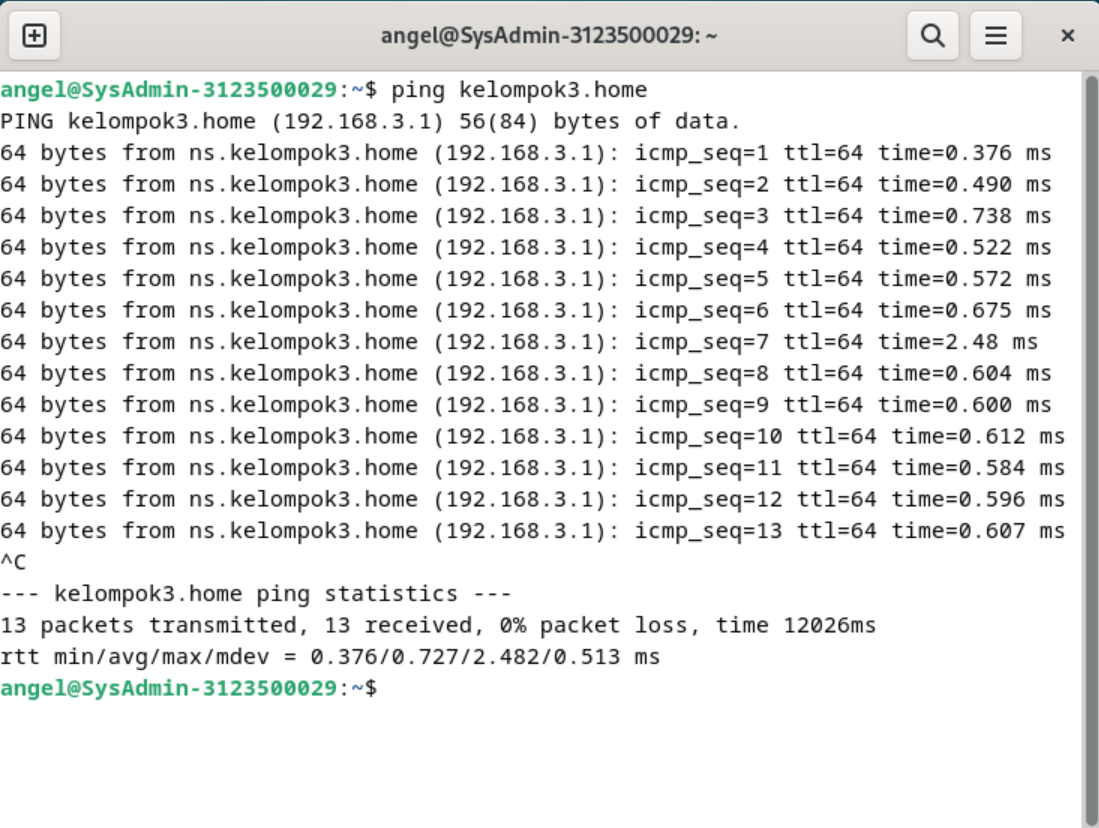 angel@SysAdmin-3123500029: ~
angel@SysAdmin-3123500029:~$ ping kelompok3.home
PING kelompok3.home (192.168.3.1) 56(84) bytes of data.
64 bytes from ns.kelompok3.home (192.168.3.1): icmp_seq=1 ttl=64 time=0.376 ms
64 bytes from ns.kelompok3.home (192.168.3.1): icmp_seq=2 ttl=64 time=0.490 ms
64 bytes from ns.kelompok3.home (192.168.3.1): icmp_seq=3 ttl=64 time=0.738 ms
64 bytes from ns.kelompok3.home (192.168.3.1): icmp_seq=4 ttl=64 time=0.522 ms
64 bytes from ns.kelompok3.home (192.168.3.1): icmp_seq=5 ttl=64 time=0.572 ms
64 bytes from ns.kelompok3.home (192.168.3.1): icmp_seq=6 ttl=64 time=0.675 ms
64 bytes from ns.kelompok3.home (192.168.3.1): icmp_seq=7 ttl=64 time=2.48 ms
64 bytes from ns.kelompok3.home (192.168.3.1): icmp_seq=8 ttl=64 time=0.604 ms
64 bytes from ns.kelompok3.home (192.168.3.1): icmp_seq=9 ttl=64 time=0.600 ms
64 bytes from ns.kelompok3.home (192.168.3.1): icmp_seq=10 ttl=64 time=0.612 ms
64 bytes from ns.kelompok3.home (192.168.3.1): icmp_seq=11 ttl=64 time=0.584 ms
64 bytes from ns.kelompok3.home (192.168.3.1): icmp_seq=12 ttl=64 time=0.596 ms
64 bytes from ns.kelompok3.home (192.168.3.1): icmp_seq=13 ttl=64 time=0.607 ms
^C
--- kelompok3.home ping statistics ---
13 packets transmitted, 13 received, 0% packet loss, time 12026ms
rtt min/avg/max/mdev = 0.376/0.727/2.482/0.513 ms
angel@SysAdmin-3123500029:~$